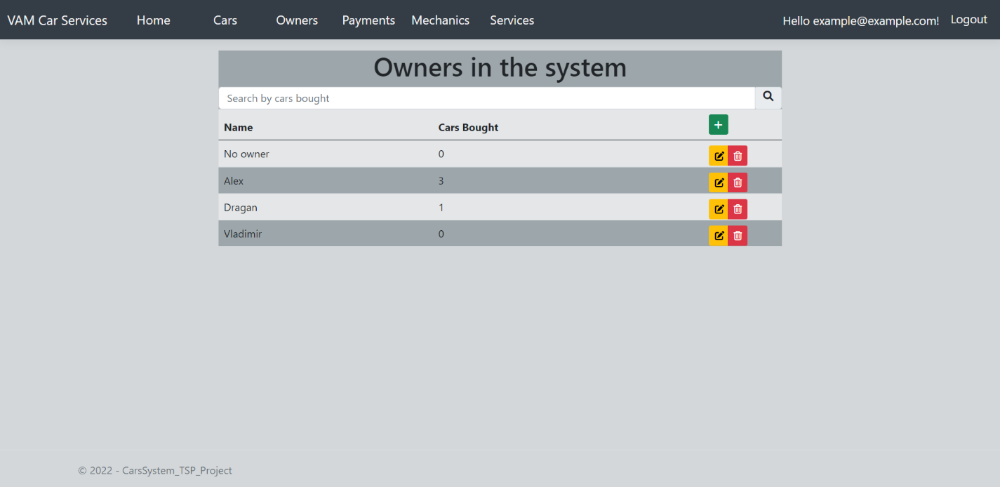 VAM Car Services Home Cars Owners Payments Mechanics Services Hello example@example.com! Logout
Owners in the system
Search by cars bought
Name Cars Bought
No owner 0
Alex 3
Dragan 1
Vladimir 0
© 2022 - CarsSystem_TSP_Project